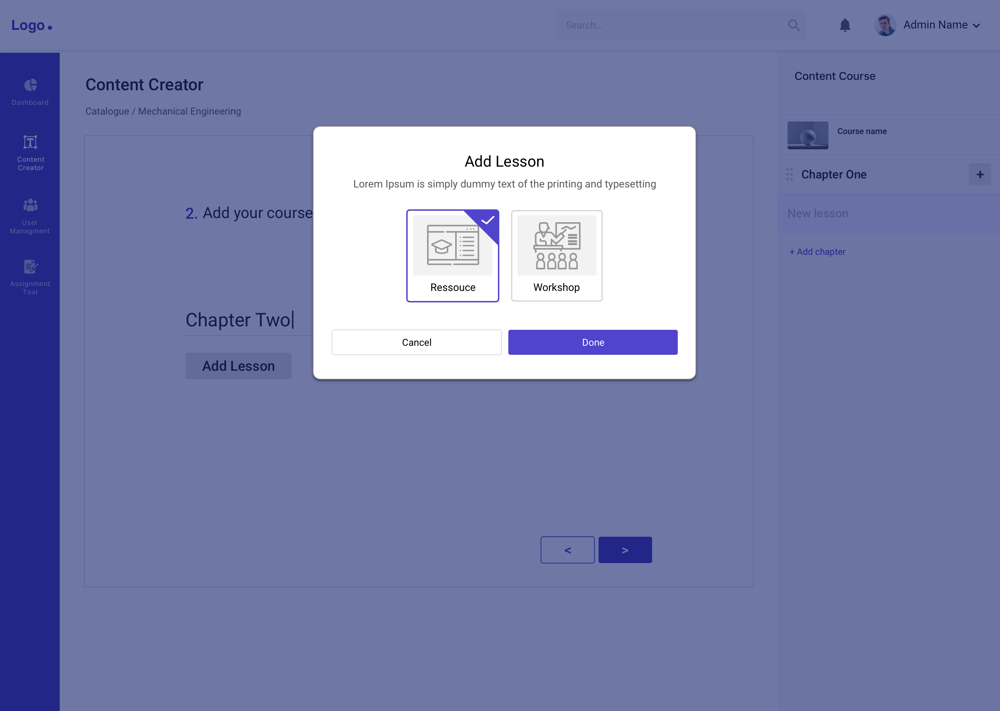 Logo.
Search...
Admin Name
Dashboard
Content
Creator
User
Managment
Assignment
Tool
Content Creator
Catalogue / Mechanical Engineering
2. Add your course
Chapter Two
Add Lesson
<
>
Add Lesson
Lorem Ipsum is simply dummy text of the printing and typesetting
Ressouce
Workshop
Cancel
Done
Content Course
Course name
Chapter One
+
New lesson
+ Add chapter